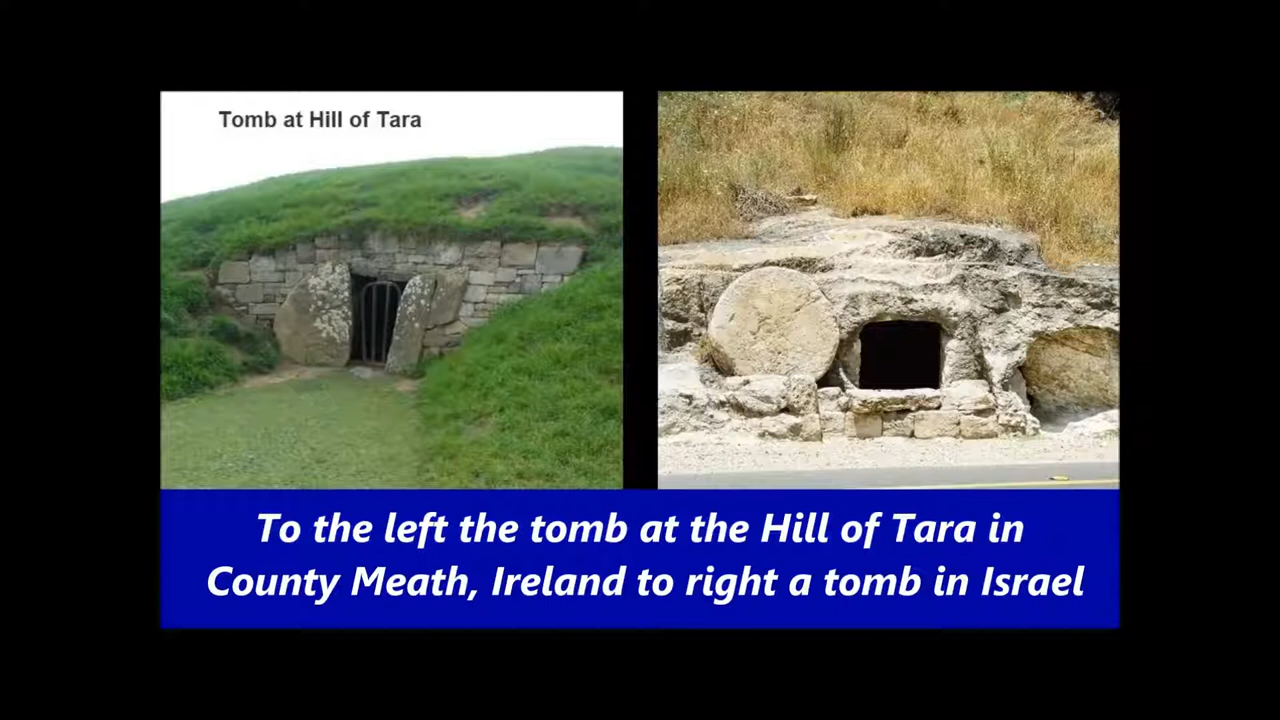 Tomb at Hill of Tara
To the left the tomb at the Hill of Tara in
County Meath, Ireland to right a tomb in Israel